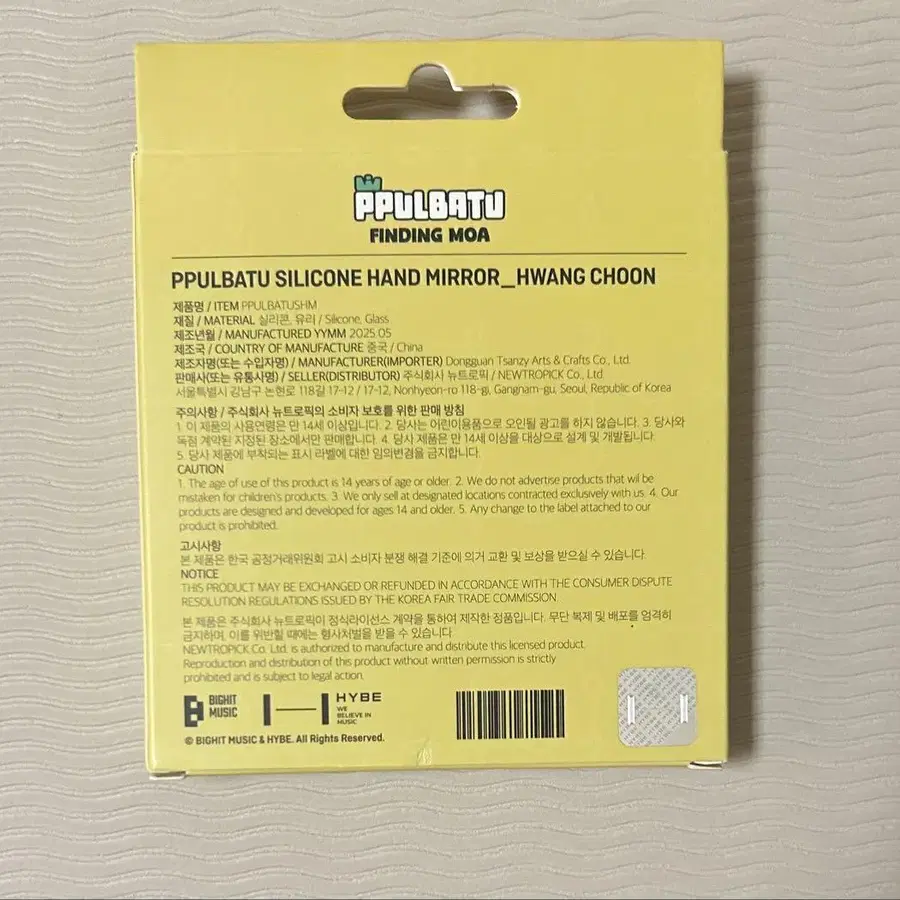 PPULBATU
FINDING MOA
PPULBATU SILICONE HAND MIRROR_HWANG CHOON
제품명 / ITEM PPULBATUSHM
재질 / MATERIAL 실리콘, 유리 / Silicone, Glass
제조년월 / MANUFACTURED YYMM 2025.05
제조국 / COUNTRY OF MANUFACTURE 중국 / China
제조자명(또는 수입자명) / MANUFACTURER(IMPORTER) Dongguan Tsanzy Arts & Crafts Co., Ltd.
판매사(또는 유통사명) / SELLER(DISTRIBUTOR) 주식회사 뉴트로픽 / NEWTROPICK Co., Ltd
서울특별시 강남구 논현로 118길 17-12 / 17-12, Nonhyeon-ro 118-gi, Gangnam-gu, Seoul, Republic of Korea
주의사항 / 주식회사 뉴트로픽의 소비자 보호를 위한 판매 방침
1. 이 제품의 사용연령은 만 14세 이상입니다. 2. 당사는 어린이용품으로 오인될 광고를 하지 않습니다. 3. 당사와
독점 계약된 지정된 장소에서만 판매합니다. 4. 당사 제품은 만 14세 이상을 대상으로 설계 및 개발됩니다.
5. 당사 제품에 부착되는 표시 라벨에 대한 임의변경을 금지합니다.
CAUTION
1. The age of use of this product is 14 years of age or older. 2. We do not advertise products that wil be
mistaken for children's products. 3. We only sell at designated locations contracted exclusively with us. 4. Our
products are designed and developed for ages 14 and older. 5. Any change to the label attached to our
product is prohibited.
고시사항
본 제품은 한국 공정거래위원회 고시 소비자 분쟁 해결 기준에 의거 교환 및 보상을 받으실 수 있습니다.
NOTICE
THIS PRODUCT MAY BE EXCHANGED OR REFUNDED IN ACCORDANCE WITH THE CONSUMER DISPUTE
RESOLUTION REGULATIONS ISSUED BY THE KOREA FAIR TRADE COMMISSION.
본 제품은 주식회사 뉴트로픽이 정식라이선스 계약을 통하여 제작한 정품입니다. 무단 복제 및 배포를 엄격히
금지하며, 이를 위반할 때에는 형사처벌을 받을 수 있습니다
NEWTROPICK Co. Ltd. is authorized to manufacture and distribute this licensed product.
Reproduction and distribution of this product without written permission is strictly
prohibited and is subject to legal action.
BIGHIT
MUSIC
HYBE
WE
BELIEVE IN
MUSIC
© BIGHIT MUSIC & HYBE. All Rights Reserved.